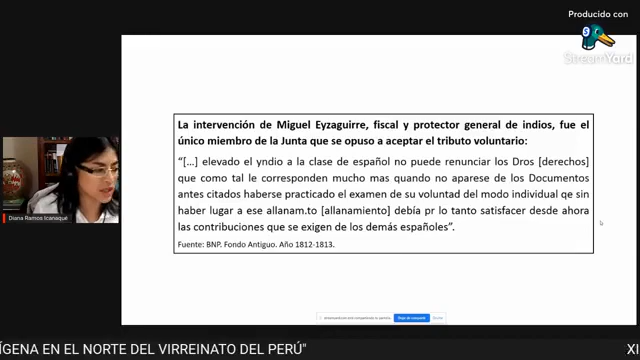 Producido con
StreamYard
La intervención de Miguel Eyzaguirre, fiscal y protector general de indios, fue el
único miembro de la Junta que se opuso a aceptar el tributo voluntario:
“[...] elevado el yndio a la clase de español no puede renunciar los Dros [derechos]
que como tal le corresponden mucho mas quando no aparese de los Documentos
antes citados haberse practicado el examen de su voluntad del modo individual qe sin
haber lugar a ese allanam.to [allanamiento] debía pr lo tanto satisfacer desde ahora
las contribuciones que se exigen de los demás españoles”.
Fuente: BNP. Fondo Antiguo. Año 1812-1813.
Diana Ramos Icanaqué
ÍGENA EN EL NORTE DEL VIRREINATO DEL PERÚ"
XI